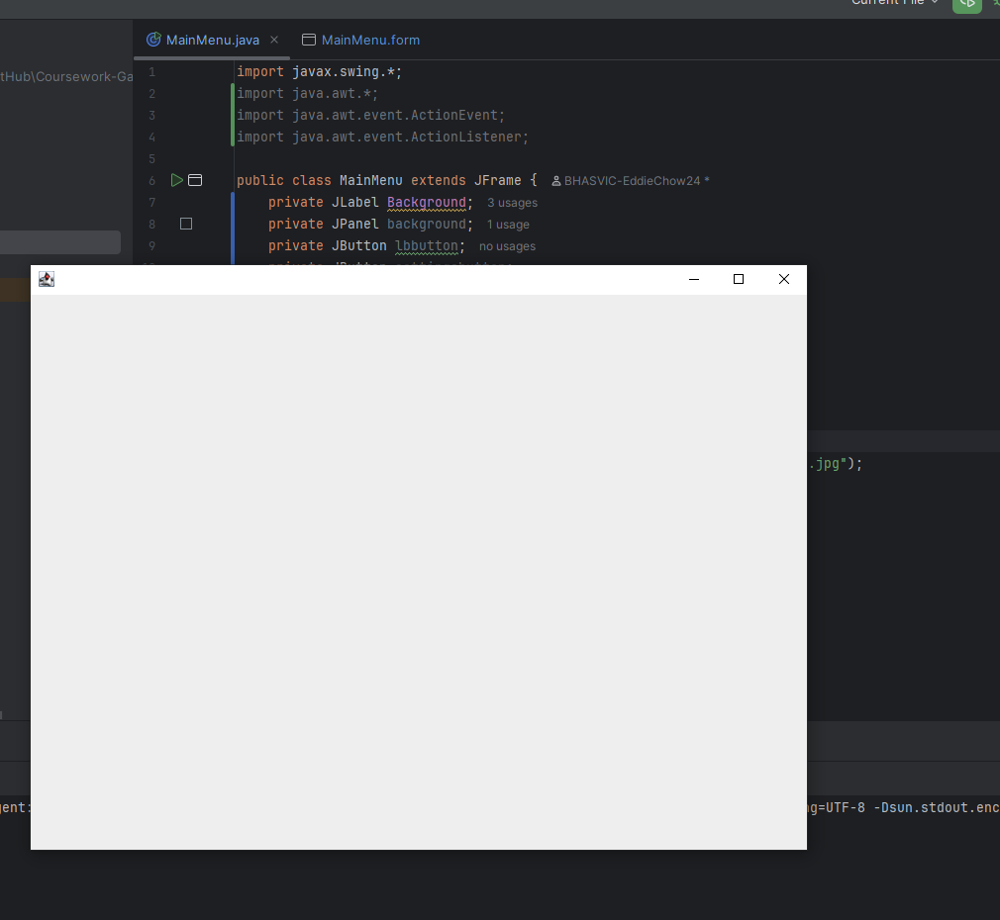 Current File
MainMenu.java
MainMenu.form
tHub\Coursework-Ga
1 import javax.swing.*;
2 import java.awt.*;
3 import java.awt.event.ActionEvent;
4 import java.awt.event.ActionListener;
5
6 public class MainMenu extends JFrame { BHASVIC-EddieChow24 *
7 private JLabel Background; 3 usages
8 private JPanel background; 1 usage
9 private JButton lbbutton; no usages
.jpg");
gent:
ng=UTF-8 -Dsun.stdout.enc